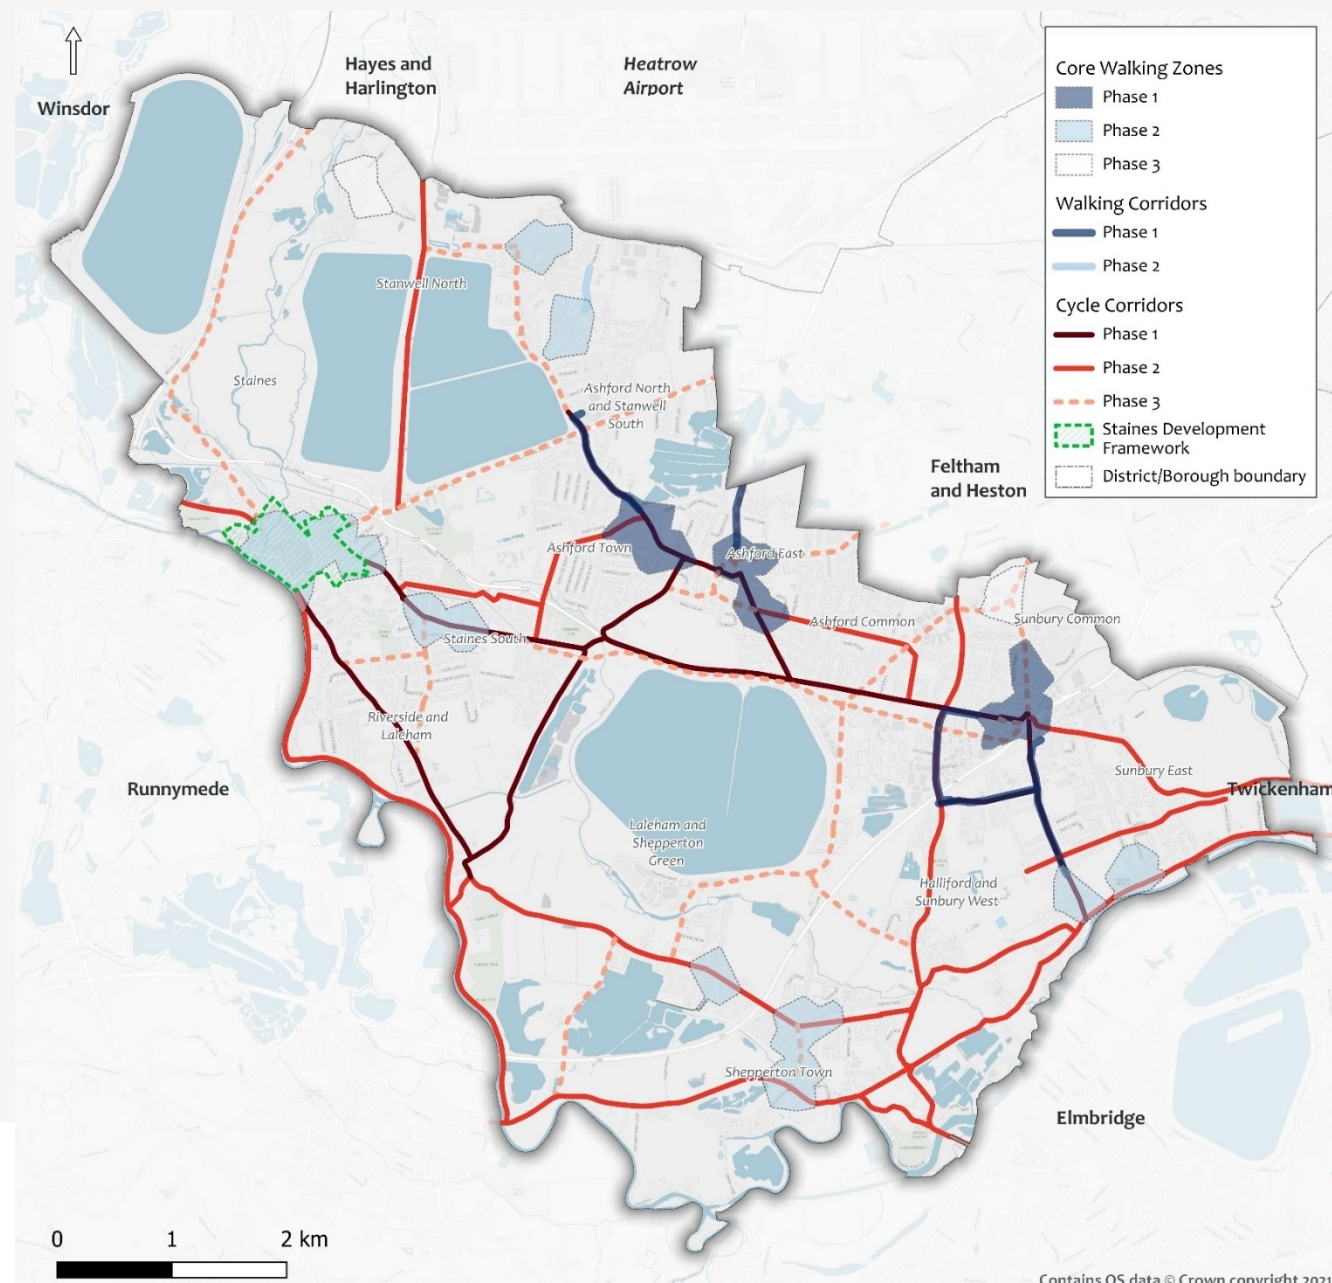 Hayes and
Harlington
Heatrow
Airport
Winsdor
Core Walking Zones
Phase 1
Phase 2
Phase 3
Walking Corridors
Phase 1
Phase 2
Cycle Corridors
Phase 1
Phase 2
Phase 3
Staines Development
Framework
District/Borough boundary
Stanwell North
Staines
Ashford North
and Stanwell
South
Feltham
and Heston
Ashford Town
Ashford East
Ashford Common
Sunbury Common
Staines South
Riverside and
Laleham
Runnymede
Sunbury East
Twickenham
Laleham and
Shepperton
Green
Halliford and
Sunbury West
Shepperton Town
Elmbridge
0 1 2 km
Contains OS data © Crown copyright 2021